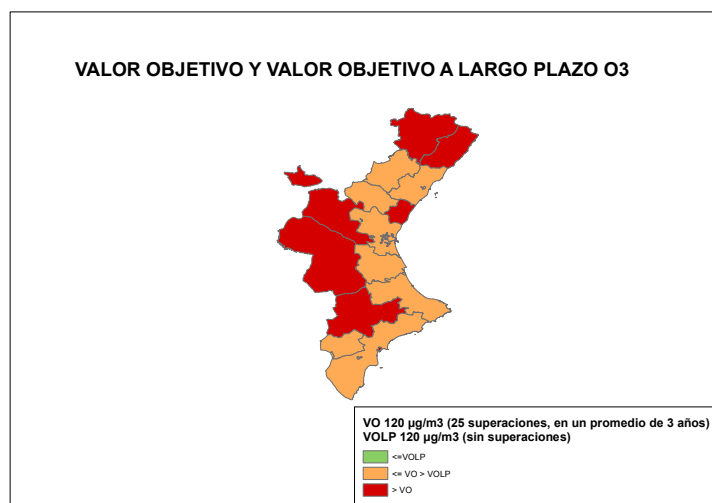 VALOR OBJETIVO Y VALOR OBJETIVO A LARGO PLAZO O3
VO 120 µg/m3 (25 superaciones, en un promedio de 3 años)
VOLP 120 µg/m3 (sin superaciones)
<=VOLP
<= VO > VOLP
> VO